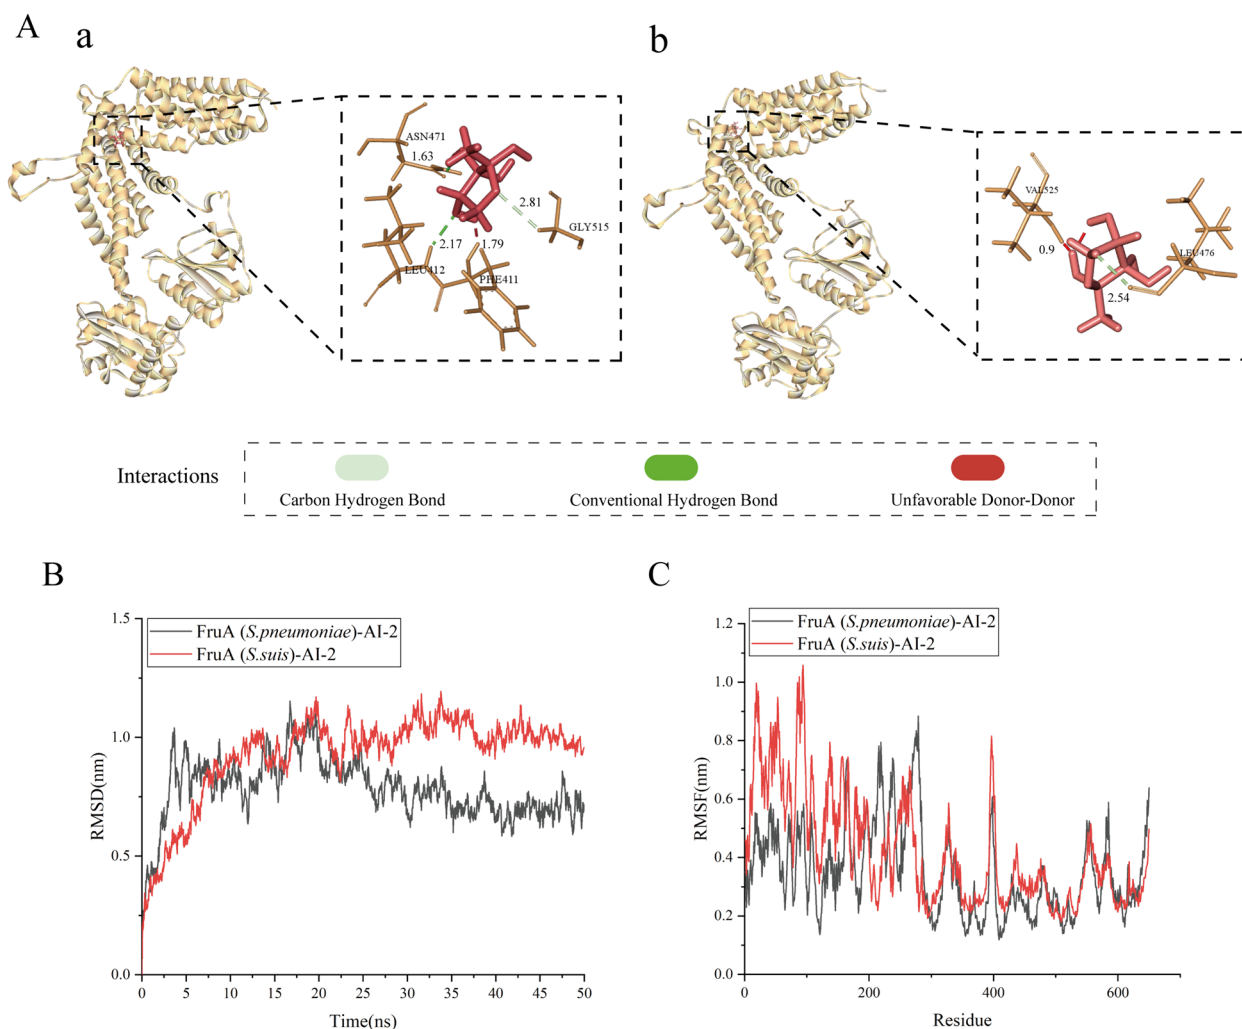 A
a
b
ASN471
1.63
2.81
GLY515
2.17
1.79
LEU412
PHE411
VAL525
0.9
LEU476
2.54
Interactions
Carbon Hydrogen Bond
Conventional Hydrogen Bond
Unfavorable Donor-Donor
B
FruA (S.pneumoniae)-AI-2
FruA (S.suis)-AI-2
RMSD(nm)
1.5
1.0
0.5
0.0
0 5 10 15 20 25 30 35 40 45 50
Time(ns)
C
FruA (S.pneumoniae)-AI-2
FruA (S.suis)-AI-2
RMSF(nm)
1.2
1.0
0.8
0.6
0.4
0.2
0.0
0 200 400 600
Residue